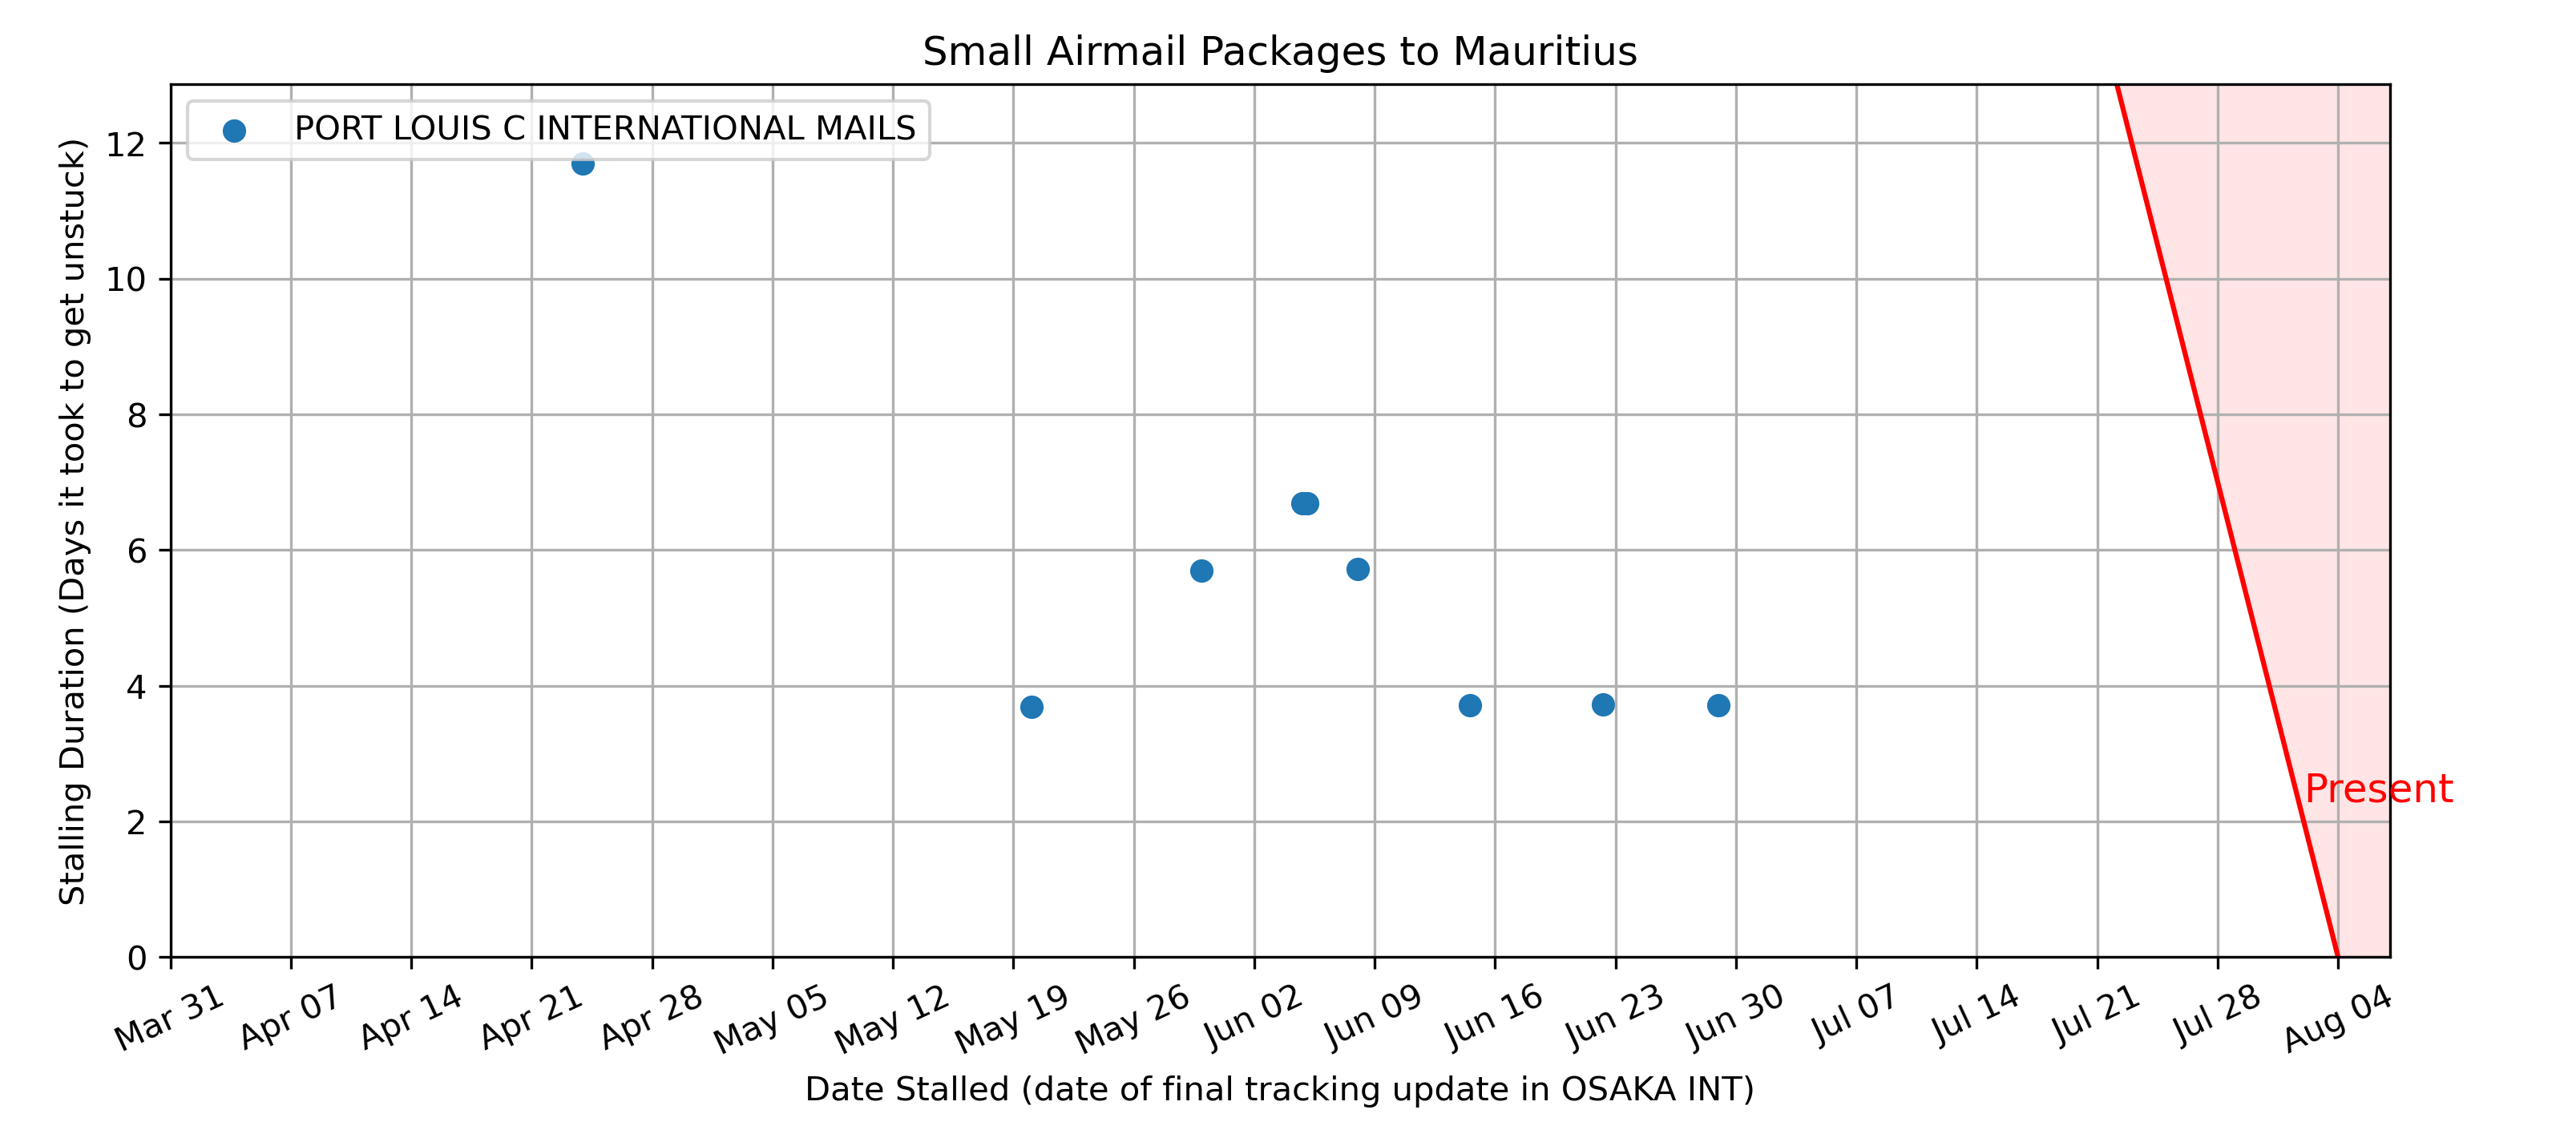 Small Airmail Packages to Mauritius
PORT LOUIS C INTERNATIONAL MAILS
Stalling Duration (Days it took to get unstuck)
12
10
8
6
4
2
0
Present
Mar 31
Apr 07
Apr 14
Apr 21
Apr 28
May 05
May 12
May 19
May 26
Jun 02
Jun 09
Jun 16
Jun 23
Jun 30
Jul 07
Jul 14
Jul 21
Jul 28
Aug 04
Date Stalled (date of final tracking update in OSAKA INT)